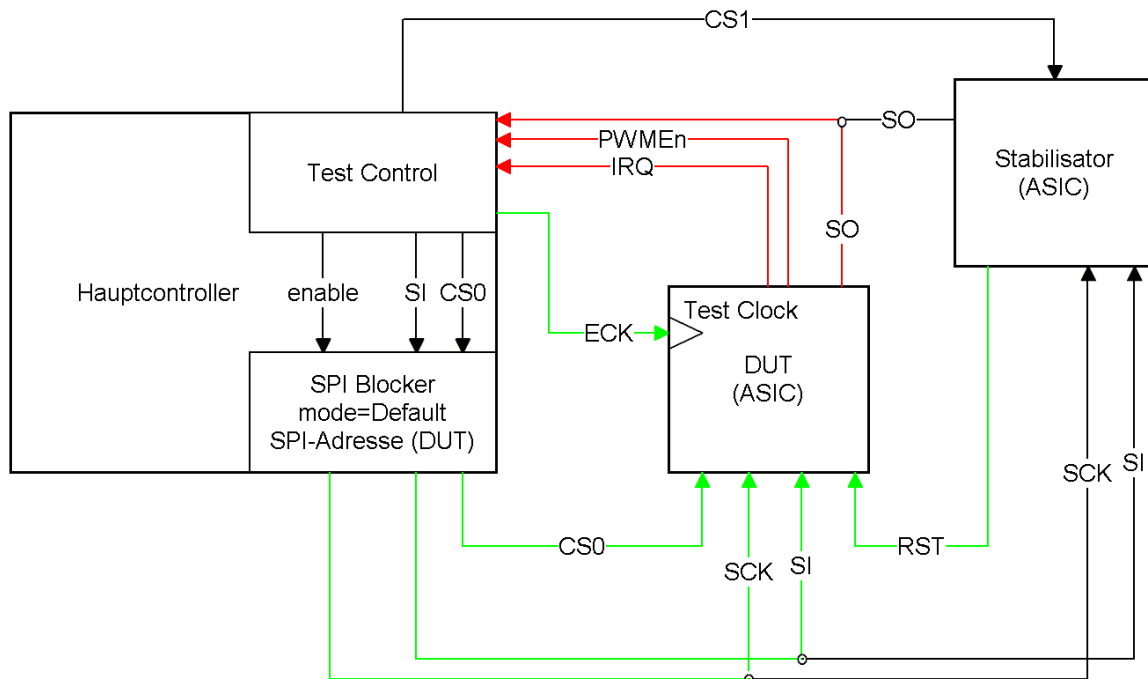 CS1
SO
PWMEn
IRQ
Test Control
Stabilisator
(ASIC)
SO
Hauptcontroller
enable
SI
CS0
Test Clock
ECK
DUT
(ASIC)
SPI Blocker
mode=Default
SPI-Adresse (DUT)
SCK
SI
CS0
SCK
SI
RST